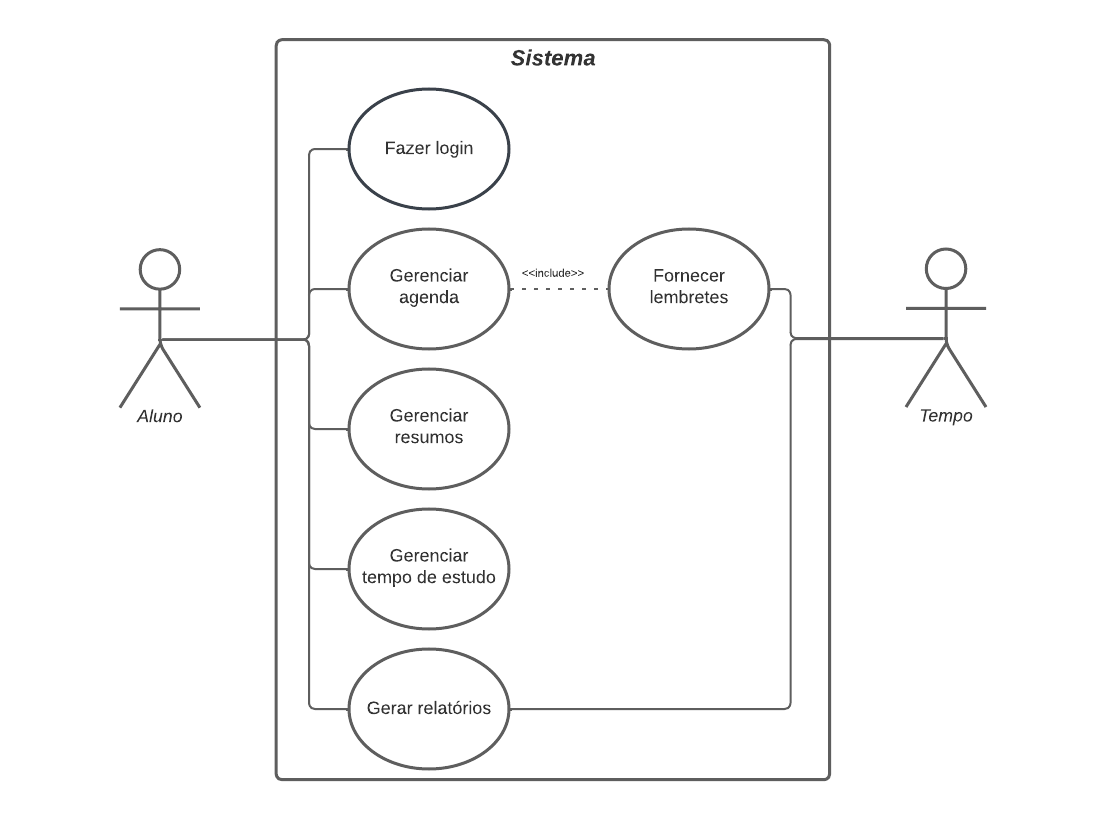 Sistema
Fazer login
Gerenciar
agenda
<<include>>
Fornecer
lembretes
Aluno
Tempo
Gerenciar
resumos
Gerenciar
tempo de estudo
Gerar relatórios